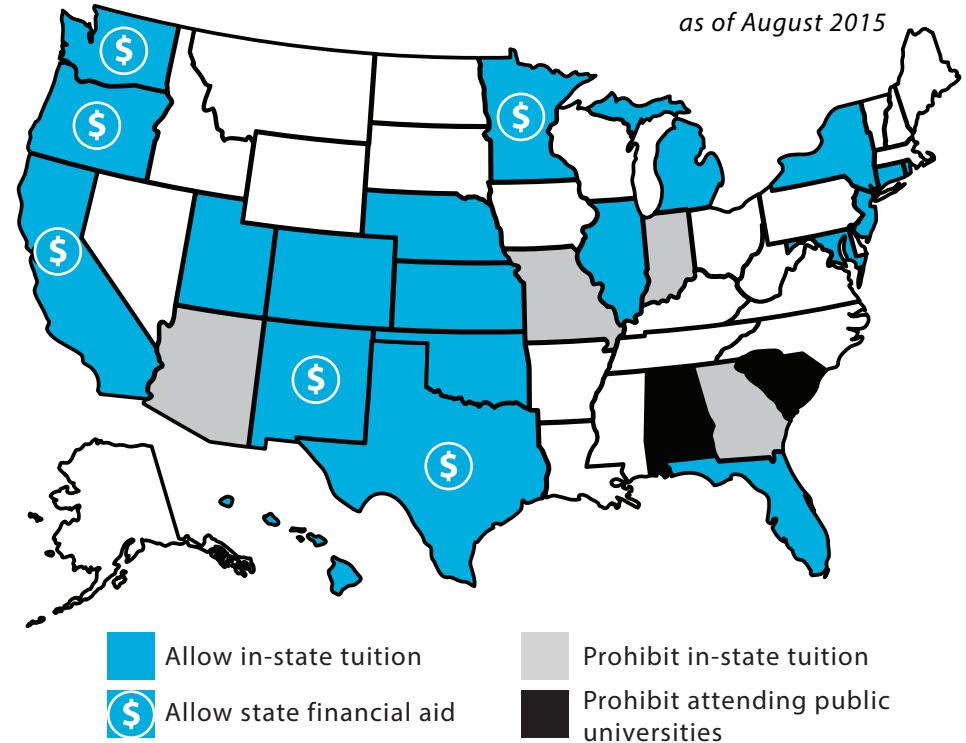 as of August 2015
$
$
$
$
$
$
Allow in-state tuition
$ Allow state financial aid
Prohibit in-state tuition
Prohibit attending public
universities